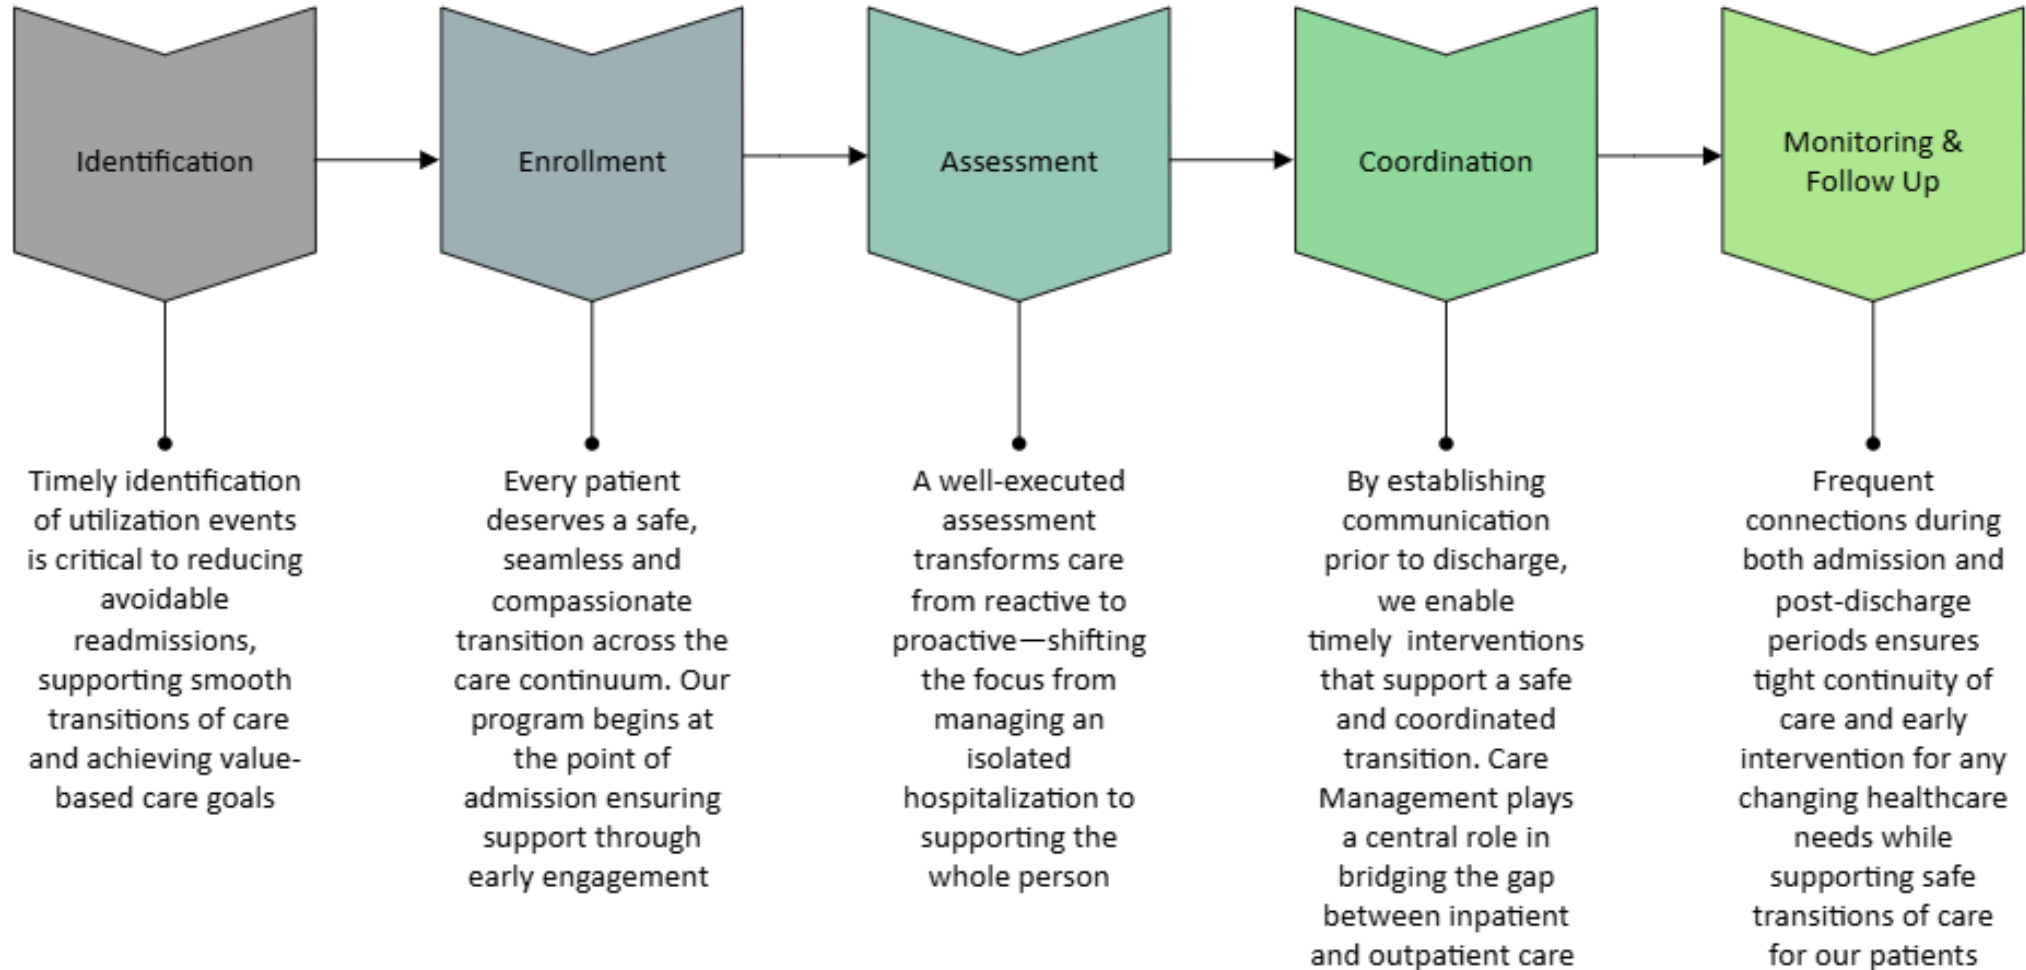 Identification
Enrollment
Assessment
Coordination
Monitoring &
Follow Up
Timely identification
of utilization events
is critical to reducing
avoidable
readmissions,
supporting smooth
transitions of care
and achieving value-
based care goals
Every patient
deserves a safe,
seamless and
compassionate
transition across the
care continuum. Our
program begins at
the point of
admission ensuring
support through
early engagement
A well-executed
assessment
transforms care
from reactive to
proactive—shifting
the focus from
managing an
isolated
hospitalization to
supporting the
whole person
By establishing
communication
prior to discharge,
we enable
timely  interventions
that support a safe
and coordinated
transition. Care
Management plays
a central role in
bridging the gap
between inpatient
and outpatient care
Frequent
connections during
both admission and
post-discharge
periods ensures
tight continuity of
care and early
intervention for any
changing healthcare
needs while
supporting safe
transitions of care
for our patients